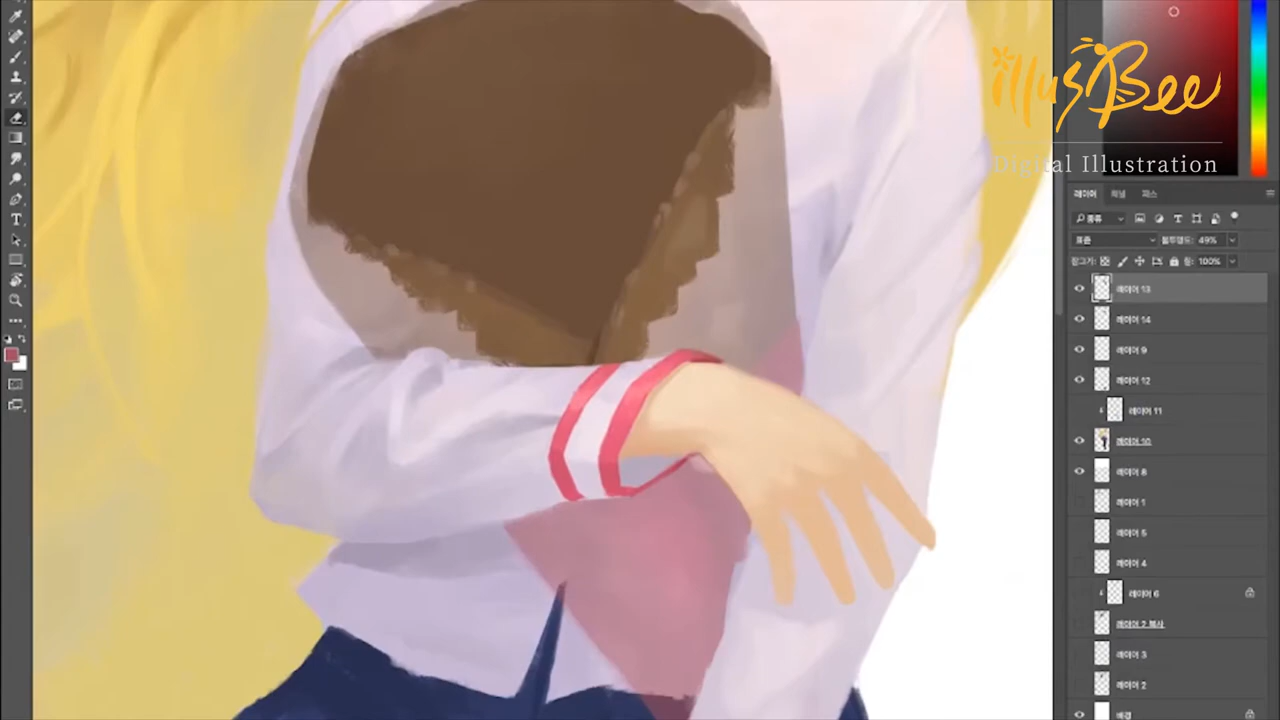 illusBee
Digital Illustration
레이어 채널 패스
종류
표준 불투명도: 49%
잠그기: 칠: 100%
레이어 13
레이어 14
레이어 9
레이어 12
레이어 11
레이어 10
레이어 8
레이어 1
레이어 5
레이어 4
레이어 6
레이어 2 복사
레이어 3
레이어 2
배경